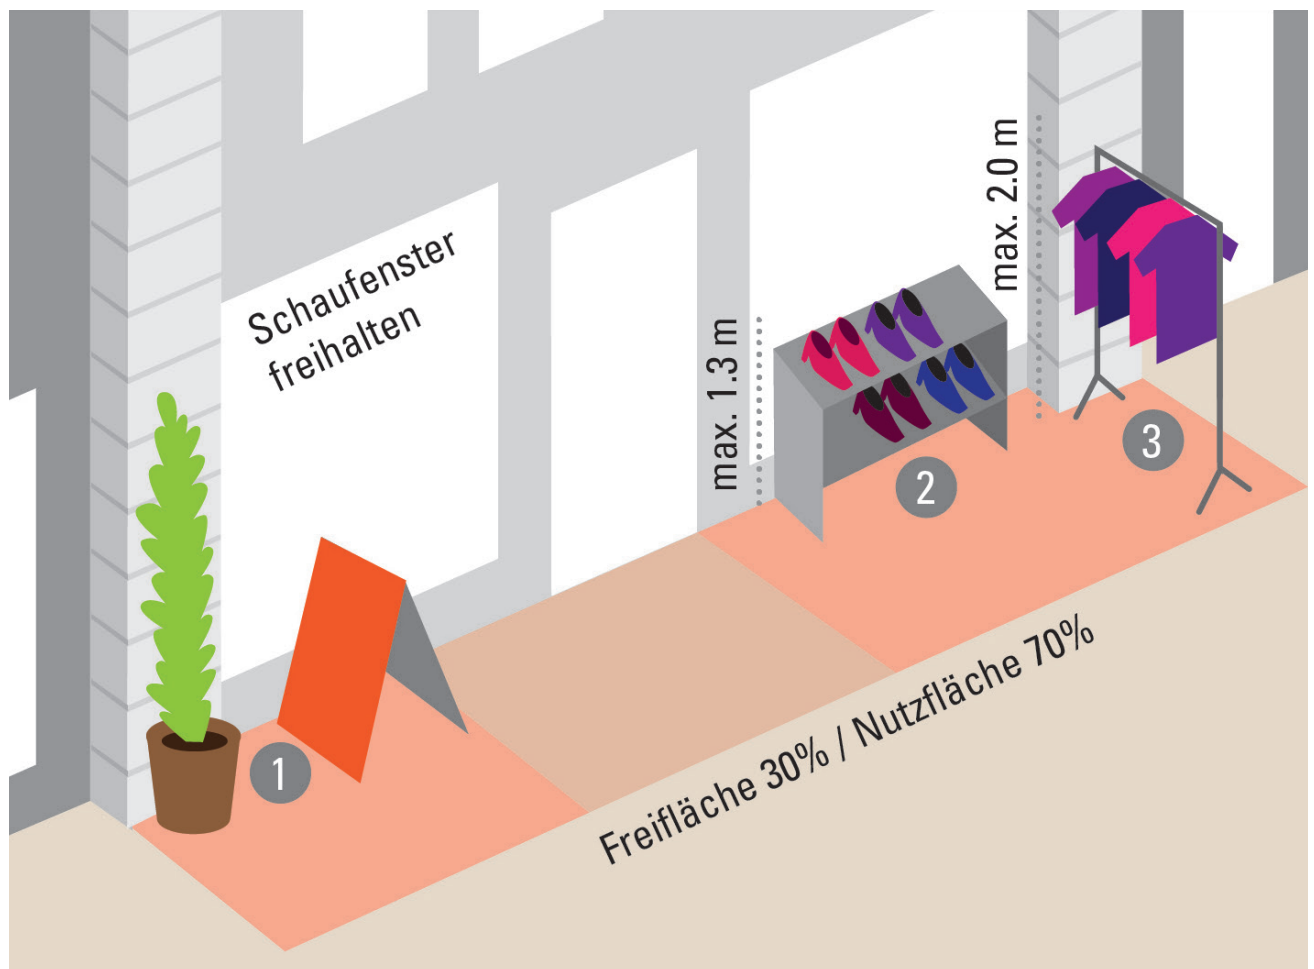 Schaufenster
freihalten
max. 1.3 m
max. 2.0 m
1
2
3
Freifläche 30% / Nutzfläche 70%